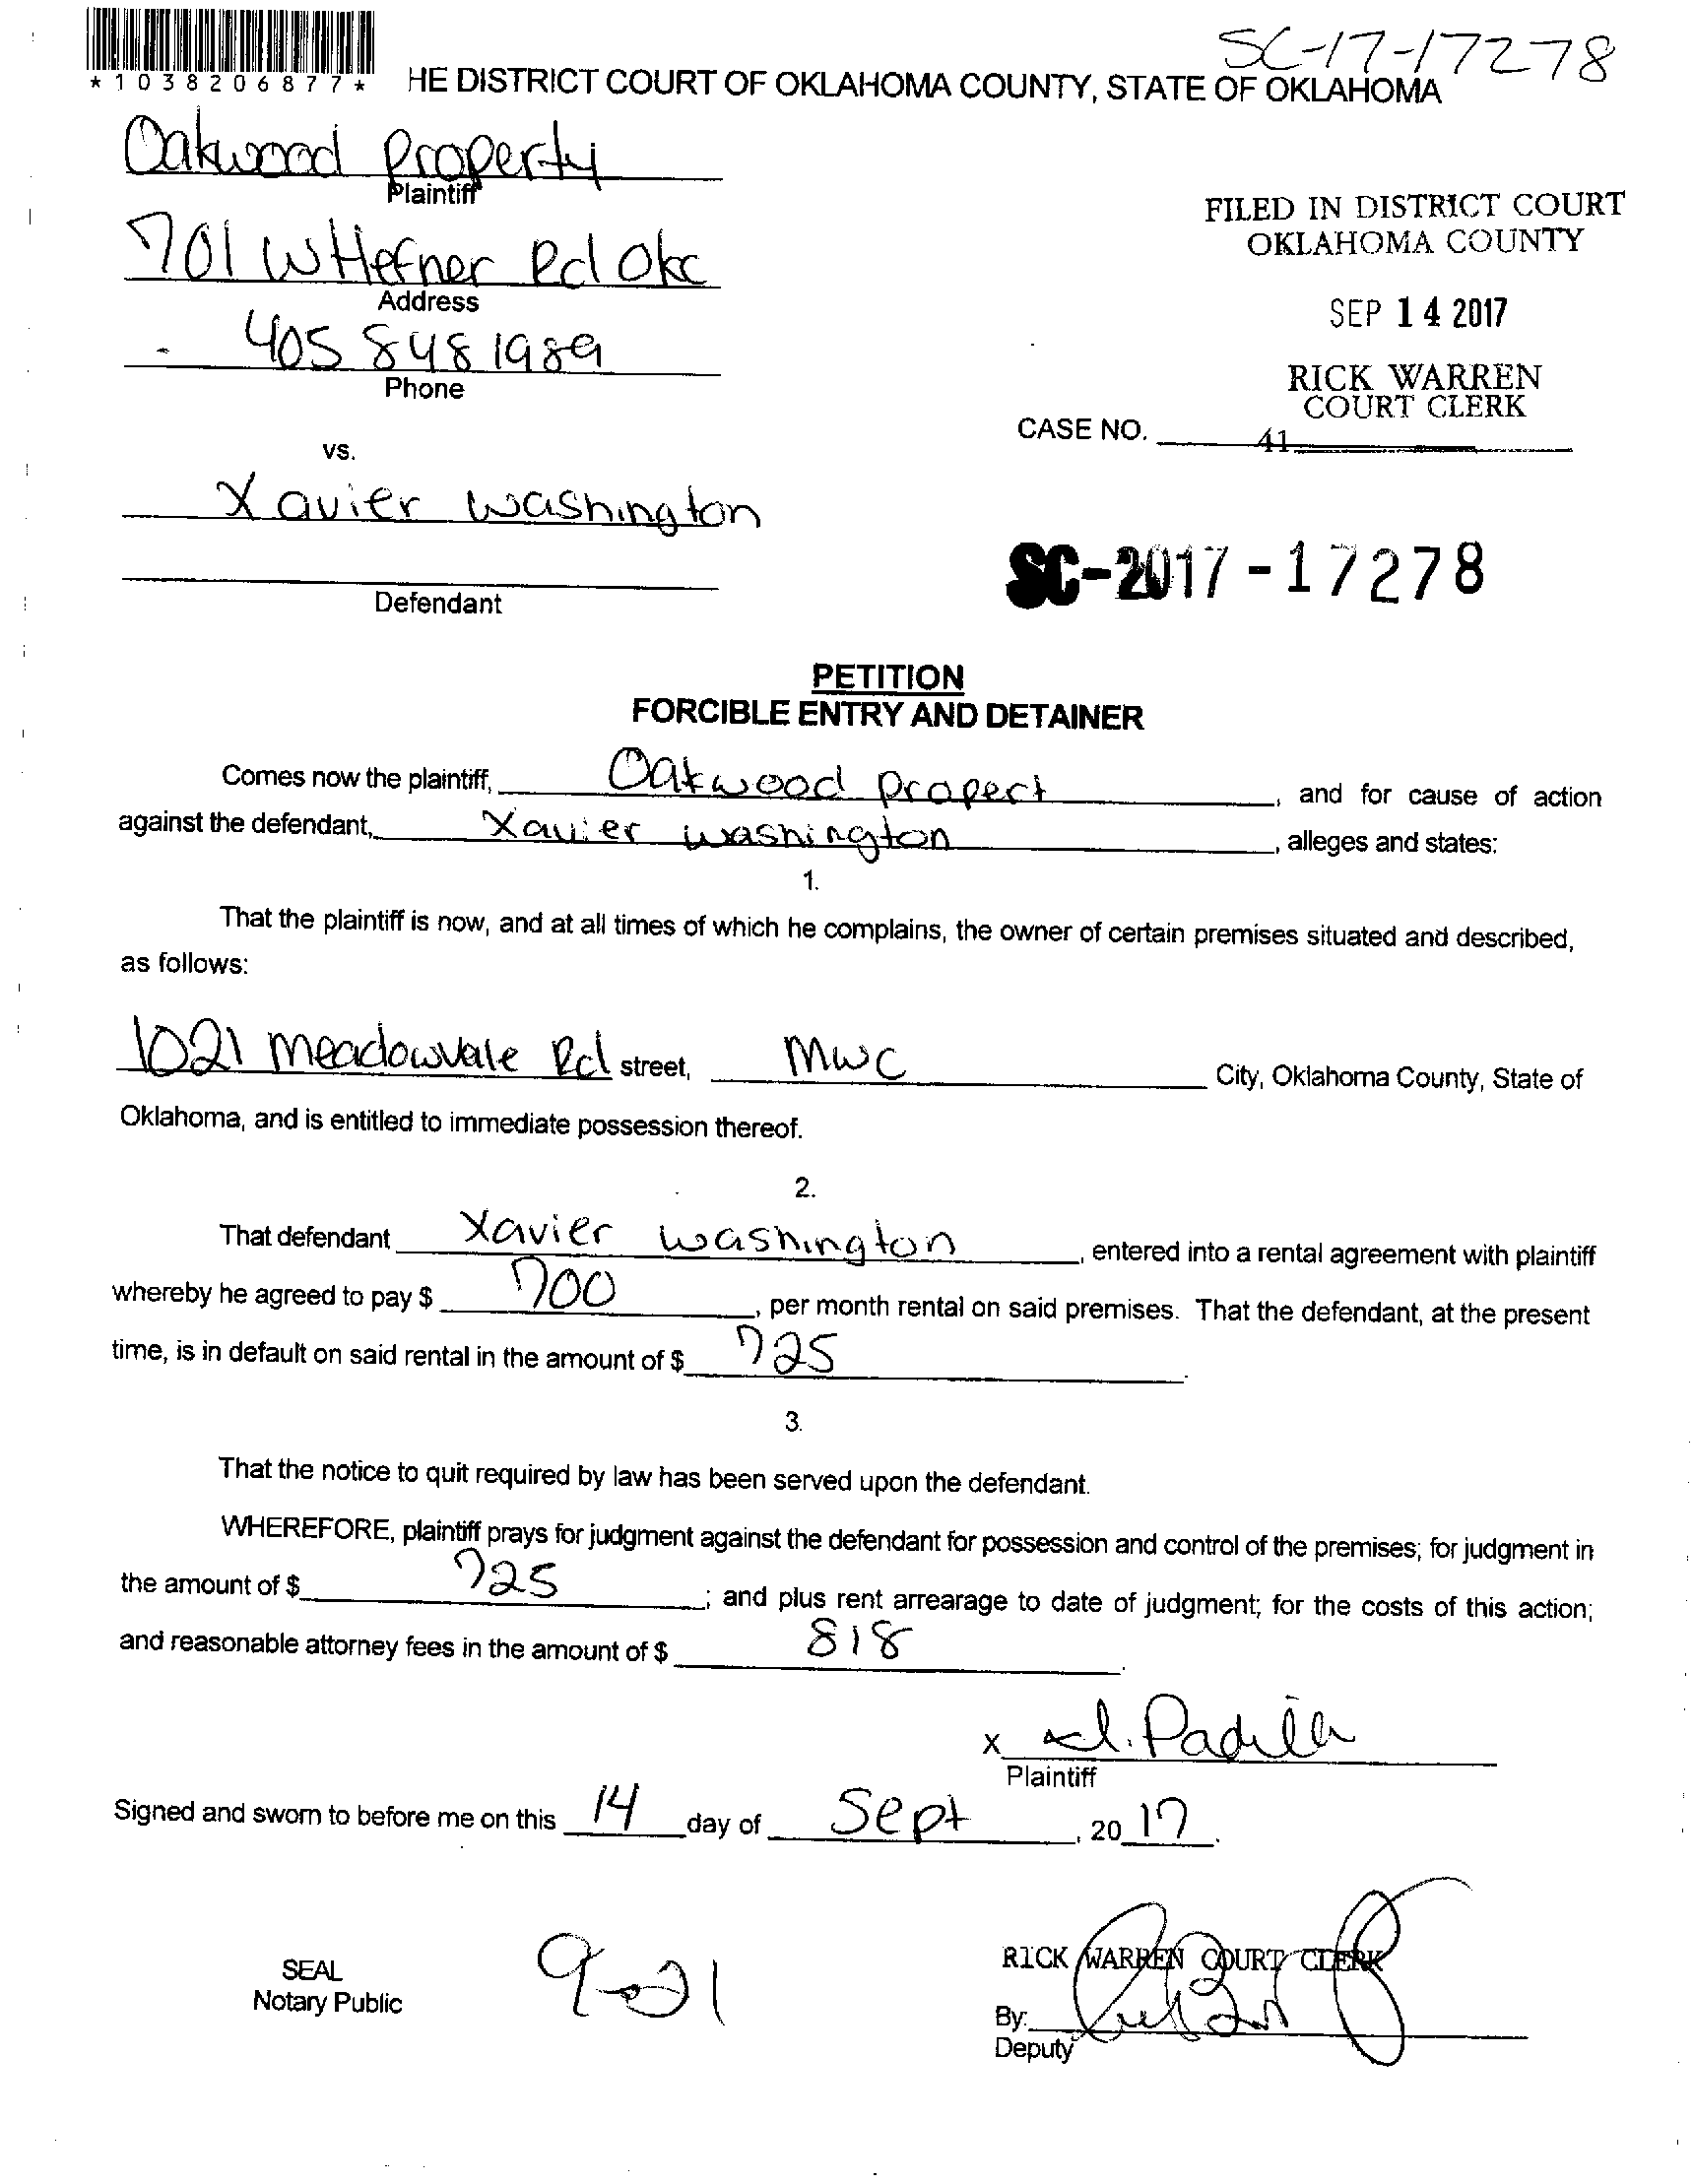 SC-17-17278
*1038206877*
HE DISTRICT COURT OF OKLAHOMA COUNTY, STATE OF OKLAHOMA
Oakwood Property
Plaintiff
701 W Hefner Rd Okc
Address
405 848 1989
Phone
FILED IN DISTRICT COURT
OKLAHOMA COUNTY
SEP 14 2017
RICK WARREN
COURT CLERK
CASE NO. 41
vs.
Xavier Washington
Defendant
SC-2017-17278
PETITION
FORCIBLE ENTRY AND DETAINER
Comes now the plaintiff, Oakwood Propert, and for cause of action
against the defendant, Xavier Washington, alleges and states:
1.
That the plaintiff is now, and at all times of which he complains, the owner of certain premises situated and described,
as follows:
1021 Meadowvale Rd street, MWC City, Oklahoma County, State of
Oklahoma, and is entitled to immediate possession thereof.
2.
That defendant Xavier Washington, entered into a rental agreement with plaintiff
whereby he agreed to pay $ 700, per month rental on said premises. That the defendant, at the present
time, is in default on said rental in the amount of $ 725.
3.
That the notice to quit required by law has been served upon the defendant.
WHEREFORE, plaintiff prays for judgment against the defendant for possession and control of the premises; for judgment in
the amount of $ 725; and plus rent arrearage to date of judgment; for the costs of this action;
and reasonable attorney fees in the amount of $ 818.
x Padilla
Plaintiff
Signed and sworn to before me on this 14 day of Sept, 20 17.
SEAL
Notary Public
9-21
RICK WARREN COURT CLERK
By:
Deputy